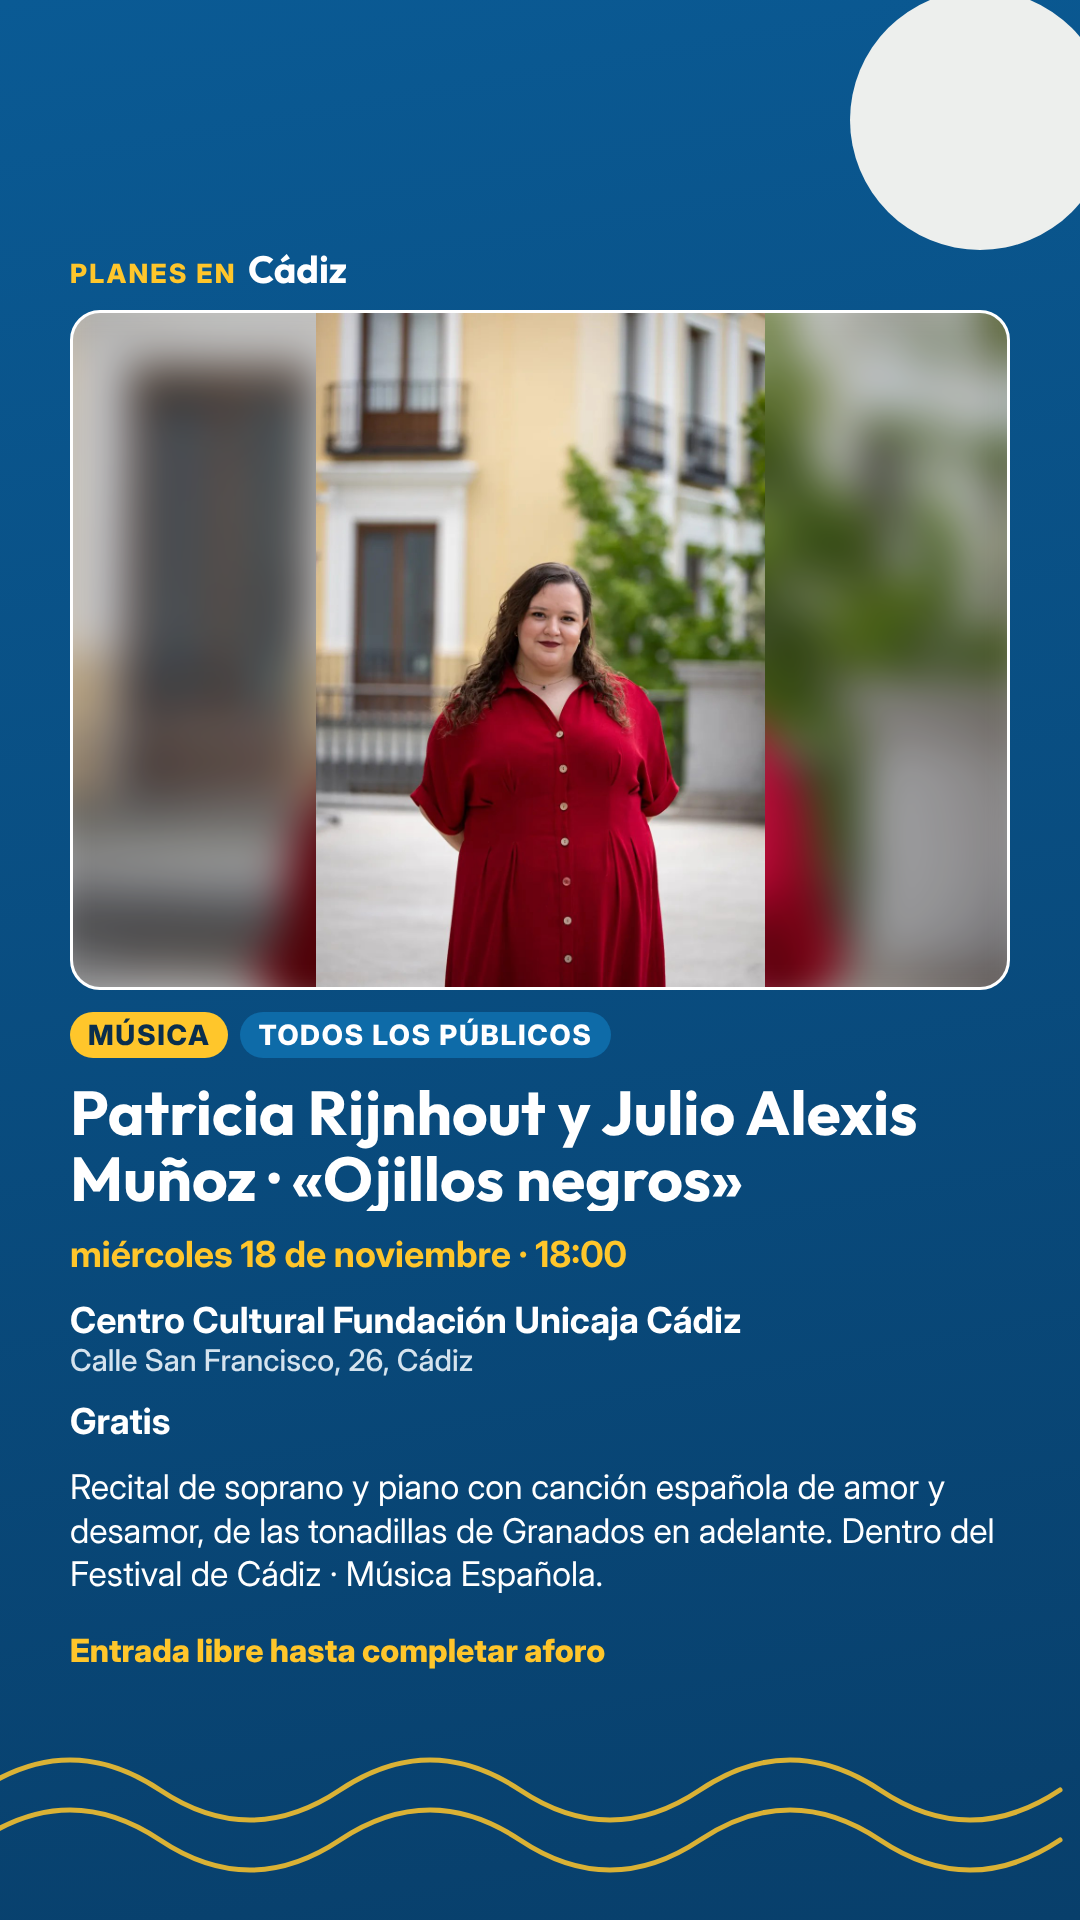 PLANES EN Cádiz
MÚSICA TODOS LOS PÚBLICOS
Patricia Rijnhout y Julio Alexis
Muñoz · «Ojillos negros»
miércoles 18 de noviembre · 18:00
Centro Cultural Fundación Unicaja Cádiz
Calle San Francisco, 26, Cádiz
Gratis
Recital de soprano y piano con canción española de amor y
desamor, de las tonadillas de Granados en adelante. Dentro del
Festival de Cádiz · Música Española.
Entrada libre hasta completar aforo